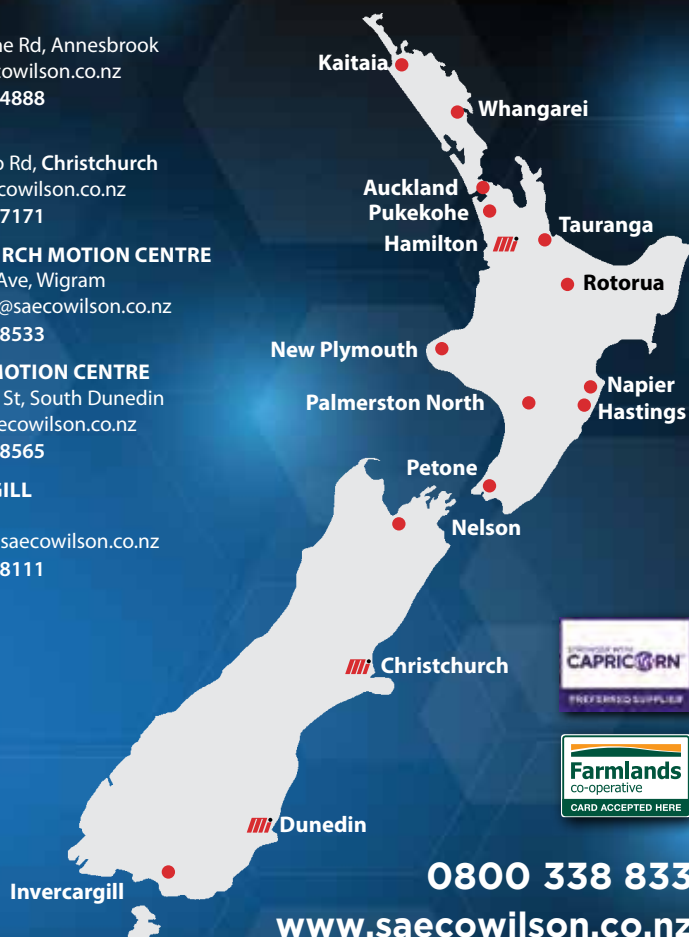 ne Rd, Annesbrook
cowilson.co.nz
4888
o Rd, Christchurch
cowilson.co.nz
7171
RCH MOTION CENTRE
Ave, Wigram
@saecowilson.co.nz
8533
MOTION CENTRE
St, South Dunedin
ecowilson.co.nz
8565
GILL
saecowilson.co.nz
8111
Kaitaia
Whangarei
Auckland
Pukekohe
Hamilton
Tauranga
Rotorua
New Plymouth
Napier
Palmerston North
Hastings
Petone
Nelson
Christchurch
Dunedin
Invercargill
STRONGER WITH
CAPRICORN
PREFERRED SUPPLIER
Farmlands
co-operative
CARD ACCEPTED HERE
0800 338 833
www.saecowilson.co.nz